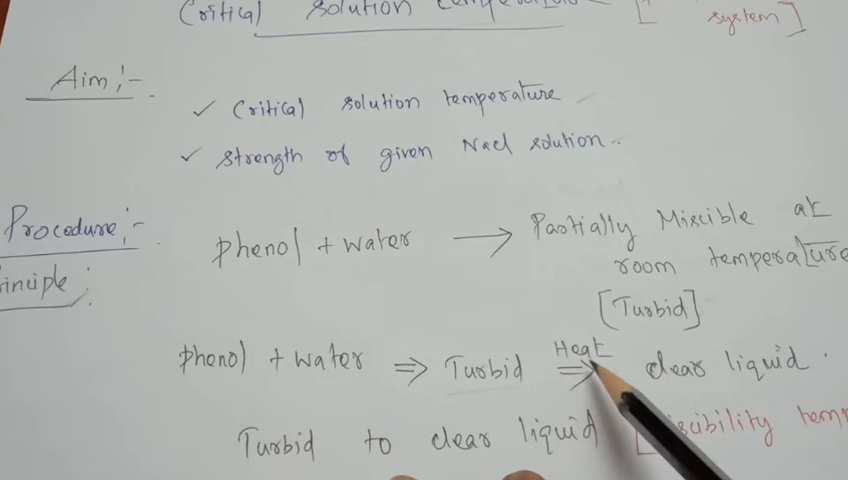 Critical solution temperature [
system]
Aim:-
✓ Critical solution temperature
✓ strength of given Nacl solution.
Procedure:-
phenol + water → Partially Miscible at
room temperature
[Turbid]
phenol + water ⇒ Turbid Heat ⇒ clear liquid.
Turbid to clear liquid [